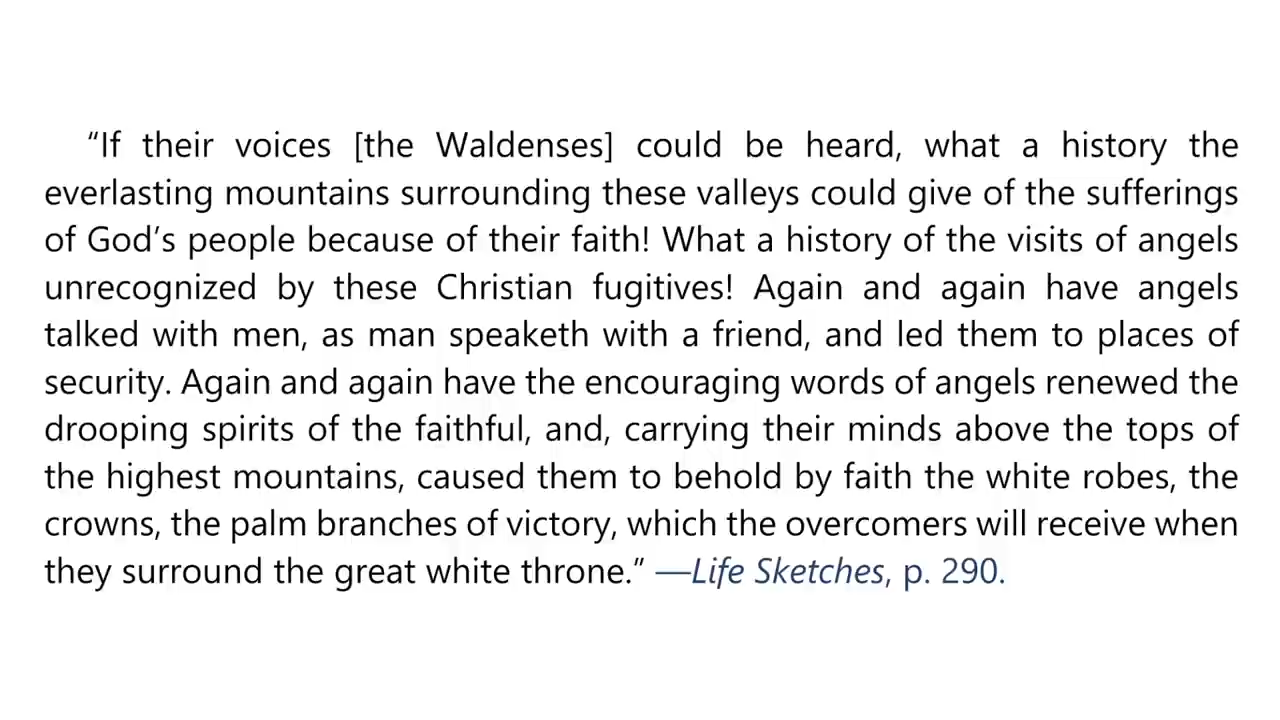 “If their voices [the Waldenses] could be heard, what a history the
everlasting mountains surrounding these valleys could give of the sufferings
of God’s people because of their faith! What a history of the visits of angels
unrecognized by these Christian fugitives! Again and again have angels
talked with men, as man speaketh with a friend, and led them to places of
security. Again and again have the encouraging words of angels renewed the
drooping spirits of the faithful, and, carrying their minds above the tops of
the highest mountains, caused them to behold by faith the white robes, the
crowns, the palm branches of victory, which the overcomers will receive when
they surround the great white throne.” —Life Sketches, p. 290.